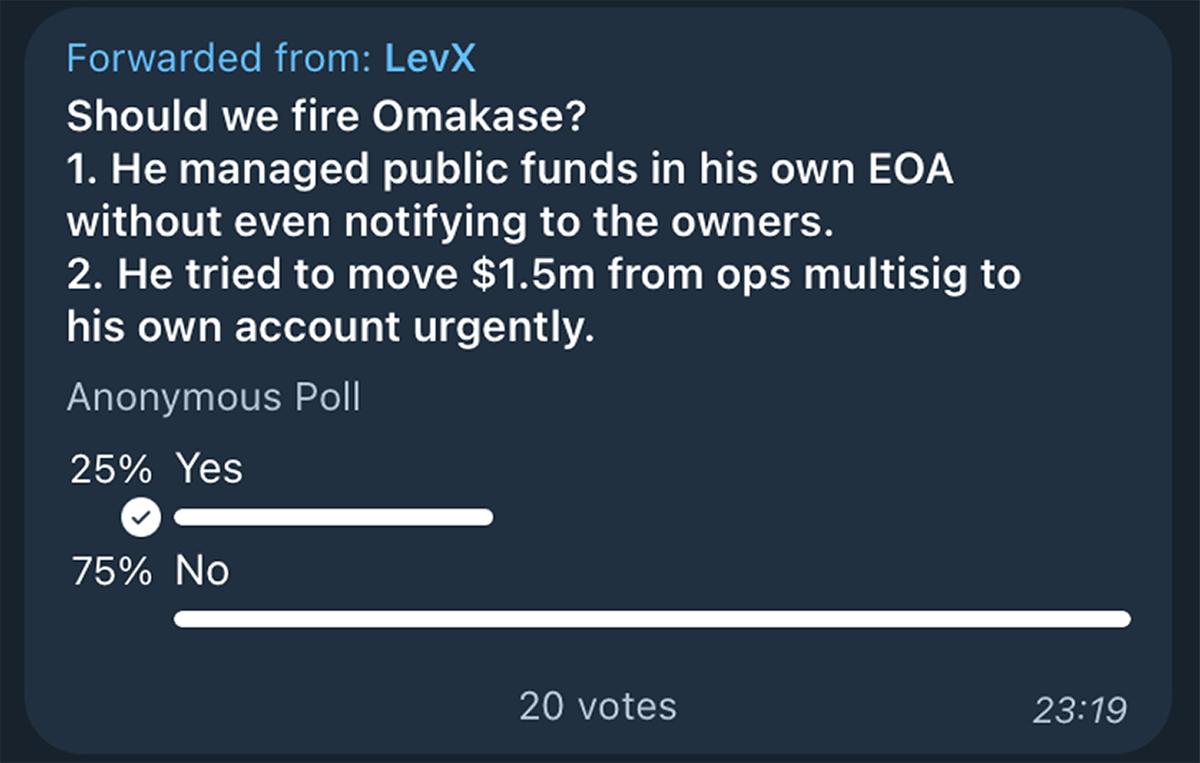 Forwarded from: LevX
Should we fire Omakase?
1. He managed public funds in his own EOA
without even notifying to the owners.
2. He tried to move $1.5m from ops multisig to
his own account urgently.
Anonymous Poll
25% Yes
75% No
20 votes
23:19